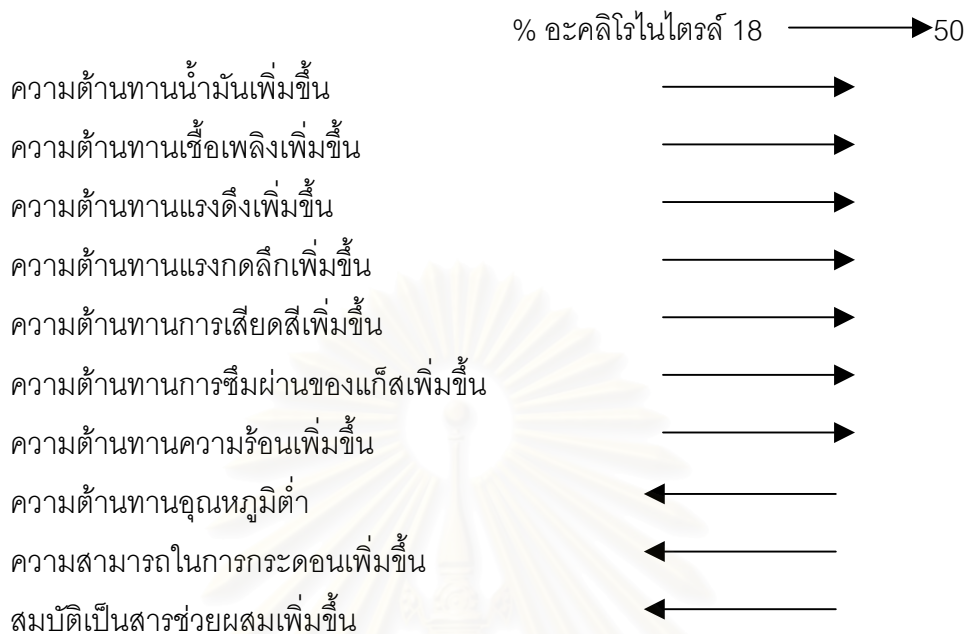 % อะคลิโรไนไตรล์ 18 50
ความต้านทานน้ำมันเพิ่มขึ้น
ความต้านทานเชื้อเพลิงเพิ่มขึ้น
ความต้านทานแรงดึงเพิ่มขึ้น
ความต้านทานแรงกดลึกเพิ่มขึ้น
ความต้านทานการเสียดสีเพิ่มขึ้น
ความต้านทานการซึมผ่านของแก็สเพิ่มขึ้น
ความต้านทานความร้อนเพิ่มขึ้น
ความต้านทานอุณหภูมิต่ำ
ความสามารถในการกระดอนเพิ่มขึ้น
สมบัติเป็นสารช่วยผสมเพิ่มขึ้น